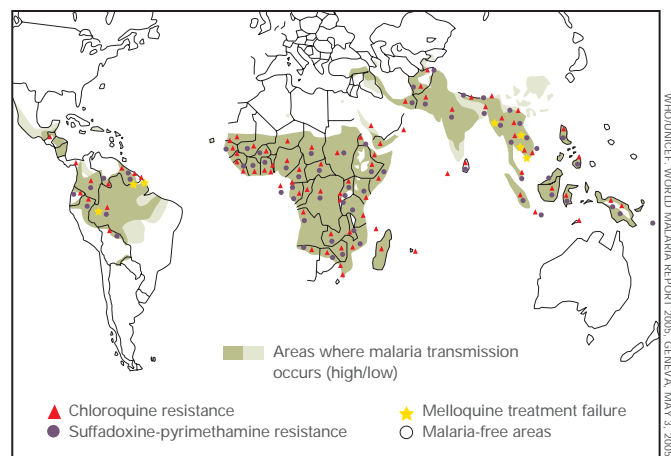 Areas where malaria transmission
occurs (high/low)
Chloroquine resistance
Melloquine treatment failure
Suffadoxine-pyrimethamine resistance
Malaria-free areas
WHO/UNICEF, WORLD MALARIA REPORT 2005, GENEVA, MAY 3, 2005